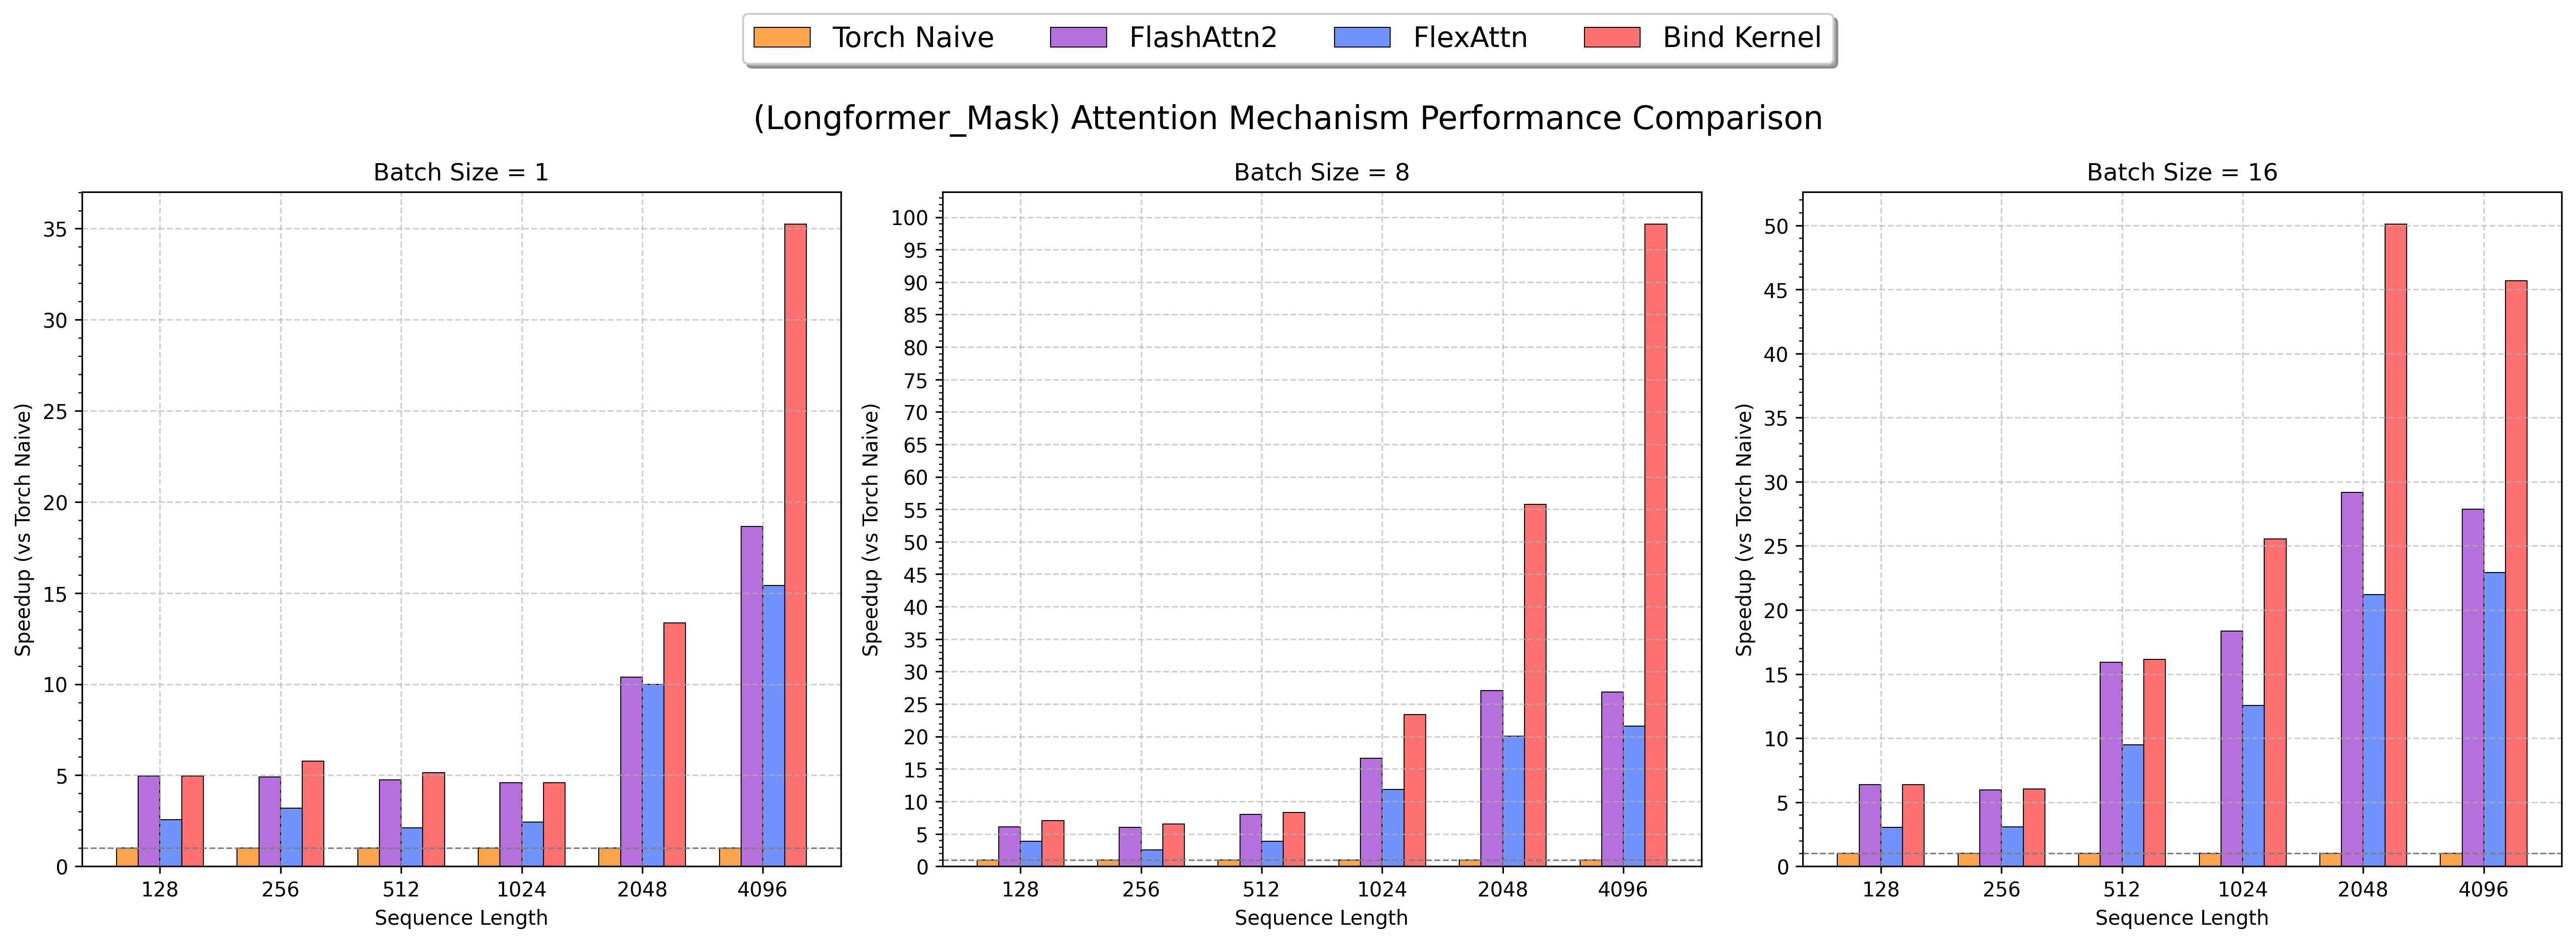 Torch Naive FlashAttn2 FlexAttn Bind Kernel
(Longformer_Mask) Attention Mechanism Performance Comparison
Batch Size = 1
35
30
25
20
15
10
5
0
Speedup (vs Torch Naive)
128 256 512 1024 2048 4096
Sequence Length
Batch Size = 8
100
95
90
85
80
75
70
65
60
55
50
45
40
35
30
25
20
15
10
5
0
Speedup (vs Torch Naive)
128 256 512 1024 2048 4096
Sequence Length
Batch Size = 16
50
45
40
35
30
25
20
15
10
5
0
Speedup (vs Torch Naive)
128 256 512 1024 2048 4096
Sequence Length